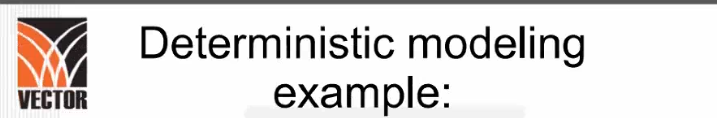 Deterministic modeling
example:
VECTOR